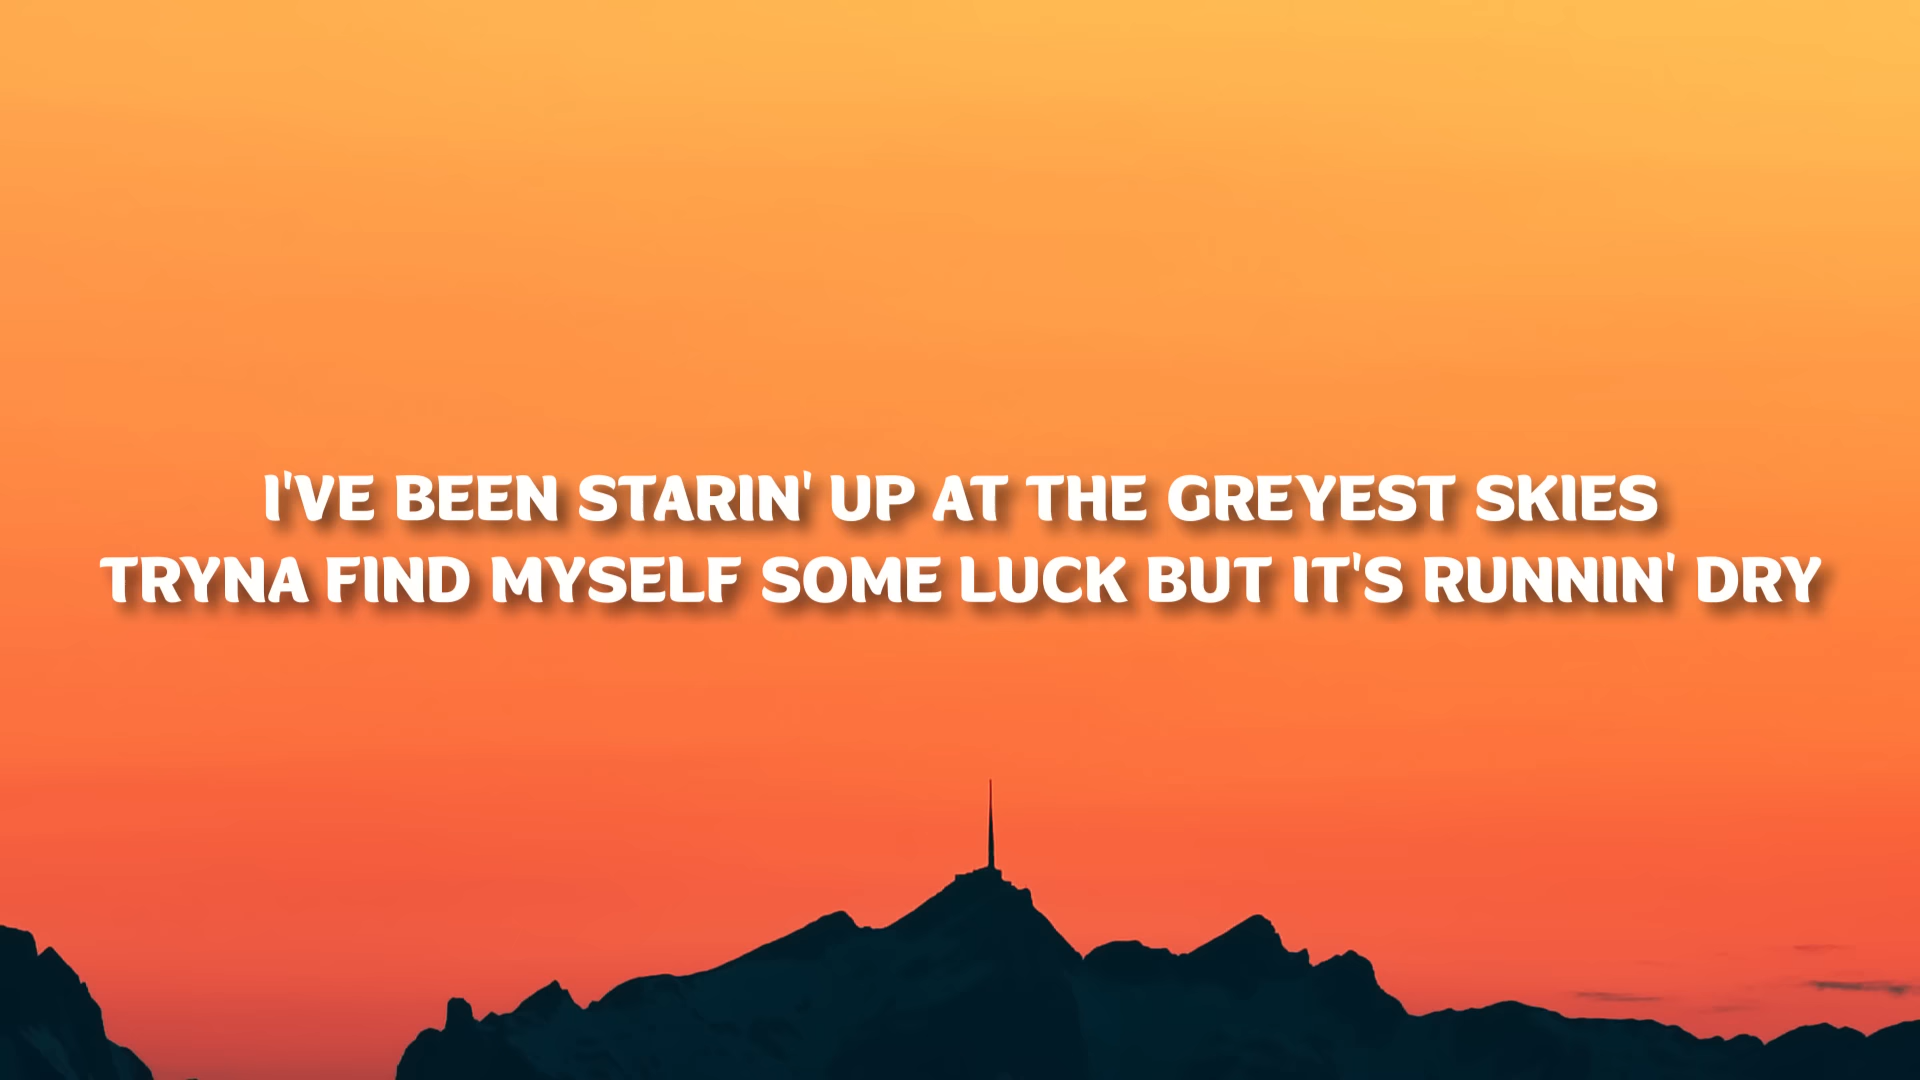 I'VE BEEN STARIN' UP AT THE GREYEST SKIES
TRYNA FIND MYSELF SOME LUCK BUT IT'S RUNNIN' DRY